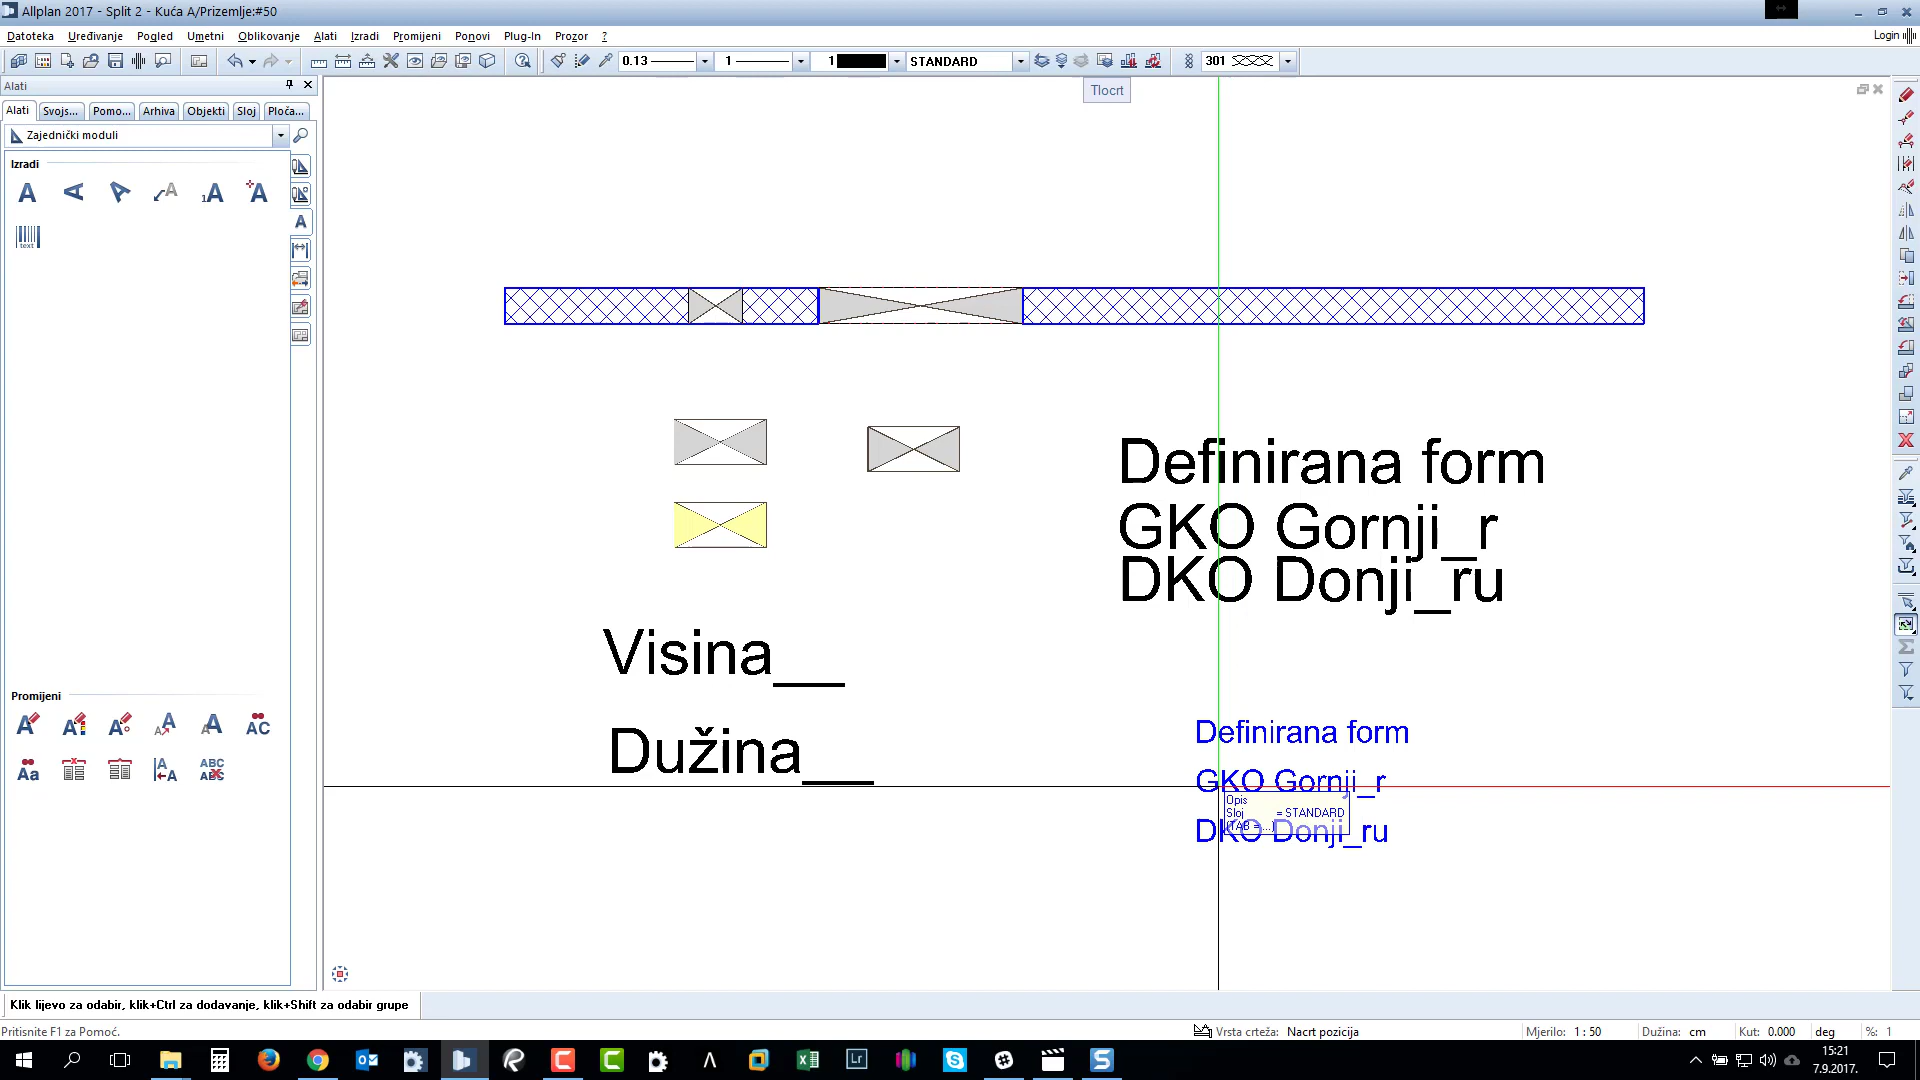 Allplan 2017 - Split 2 - Kuća A/Prizemlje:#50
Datoteka Uređivanje Pogled Umetni Oblikovanje Alati Izradi Promijeni Ponovi Plug-In Prozor ?
Login
0.13 1 1 STANDARD 301
Alati
Tlocrt
Alati Svojs... Pomo... Arhiva Objekti Sloj Ploča...
Zajednički moduli
Izradi
text
Definirana form
GKO Gornji_r
DKO Donji_ru
Visina__
Dužina__
Promijeni
Definirana form
GKO Gornji_r
DKO Donji_ru
Opis
Sloj = STANDARD
(TAB = ...)
Klik lijevo za odabir, klik+Ctrl za dodavanje, klik+Shift za odabir grupe
Pritisnite F1 za Pomoć.
Vrsta crteža: Nacrt pozicija
Mjerilo: 1 : 50
Dužina: cm
Kut: 0.000 deg
%: 1
15:21
7.9.2017.